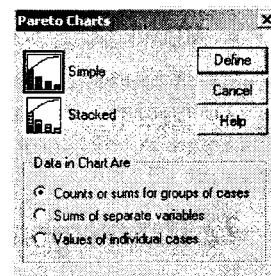 Pareto Charts
Simple
Stacked
Define
Cancel
Help
Data in Chart Are
Counts or sums for groups of cases
Sums of separate variables
Values of individual cases